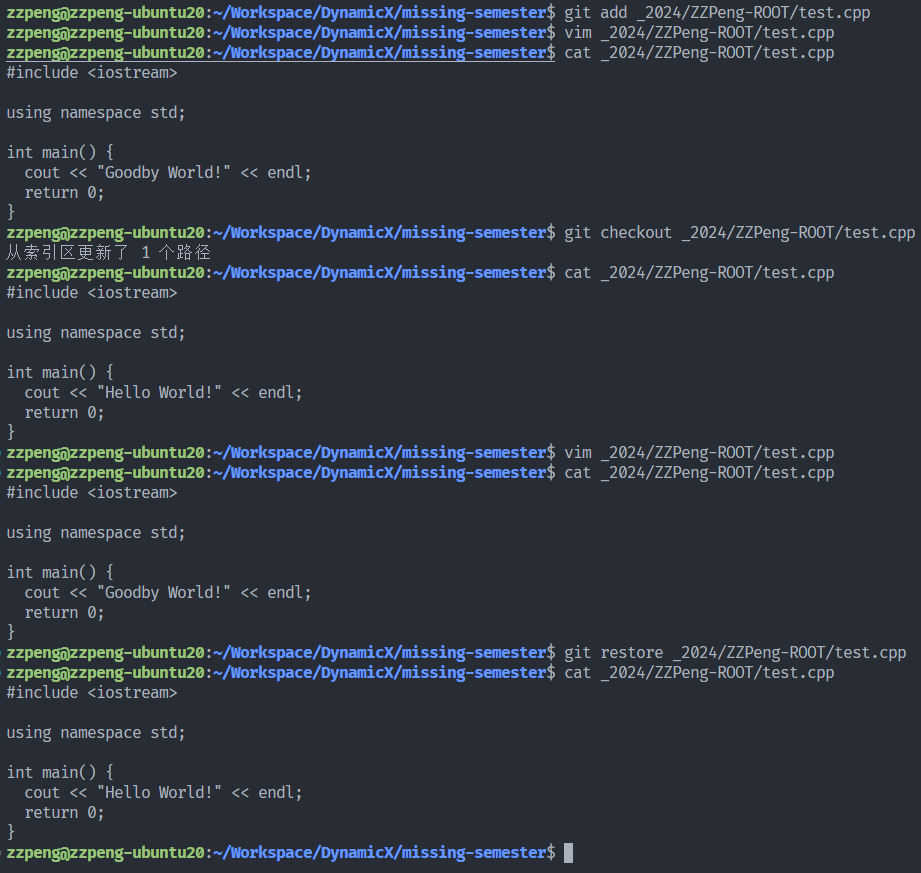 zzpeng@zzpeng-ubuntu20:~/Workspace/DynamicX/missing-semester$ git add _2024/ZZPeng-ROOT/test.cpp
zzpeng@zzpeng-ubuntu20:~/Workspace/DynamicX/missing-semester$ vim _2024/ZZPeng-ROOT/test.cpp
zzpeng@zzpeng-ubuntu20:~/Workspace/DynamicX/missing-semester$ cat _2024/ZZPeng-ROOT/test.cpp
#include <iostream>

using namespace std;

int main() {
  cout << "Goodby World!" << endl;
  return 0;
}
zzpeng@zzpeng-ubuntu20:~/Workspace/DynamicX/missing-semester$ git checkout _2024/ZZPeng-ROOT/test.cpp
从索引区更新了 1 个路径
zzpeng@zzpeng-ubuntu20:~/Workspace/DynamicX/missing-semester$ cat _2024/ZZPeng-ROOT/test.cpp
#include <iostream>

using namespace std;

int main() {
  cout << "Hello World!" << endl;
  return 0;
}
zzpeng@zzpeng-ubuntu20:~/Workspace/DynamicX/missing-semester$ vim _2024/ZZPeng-ROOT/test.cpp
zzpeng@zzpeng-ubuntu20:~/Workspace/DynamicX/missing-semester$ cat _2024/ZZPeng-ROOT/test.cpp
#include <iostream>

using namespace std;

int main() {
  cout << "Goodby World!" << endl;
  return 0;
}
zzpeng@zzpeng-ubuntu20:~/Workspace/DynamicX/missing-semester$ git restore _2024/ZZPeng-ROOT/test.cpp
zzpeng@zzpeng-ubuntu20:~/Workspace/DynamicX/missing-semester$ cat _2024/ZZPeng-ROOT/test.cpp
#include <iostream>

using namespace std;

int main() {
  cout << "Hello World!" << endl;
  return 0;
}
zzpeng@zzpeng-ubuntu20:~/Workspace/DynamicX/missing-semester$